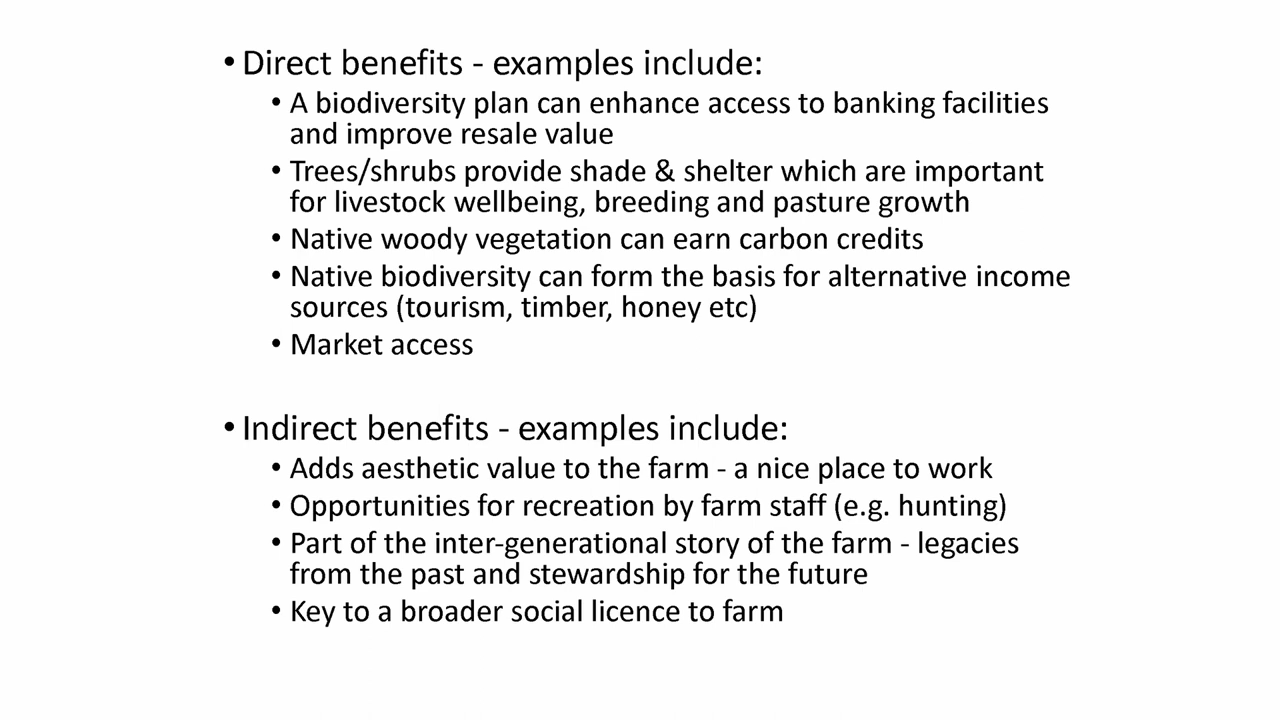 • Direct benefits - examples include:
• A biodiversity plan can enhance access to banking facilities
and improve resale value
• Trees/shrubs provide shade & shelter which are important
for livestock wellbeing, breeding and pasture growth
• Native woody vegetation can earn carbon credits
• Native biodiversity can form the basis for alternative income
sources (tourism, timber, honey etc)
• Market access
• Indirect benefits - examples include:
• Adds aesthetic value to the farm - a nice place to work
• Opportunities for recreation by farm staff (e.g. hunting)
• Part of the inter-generational story of the farm - legacies
from the past and stewardship for the future
• Key to a broader social licence to farm